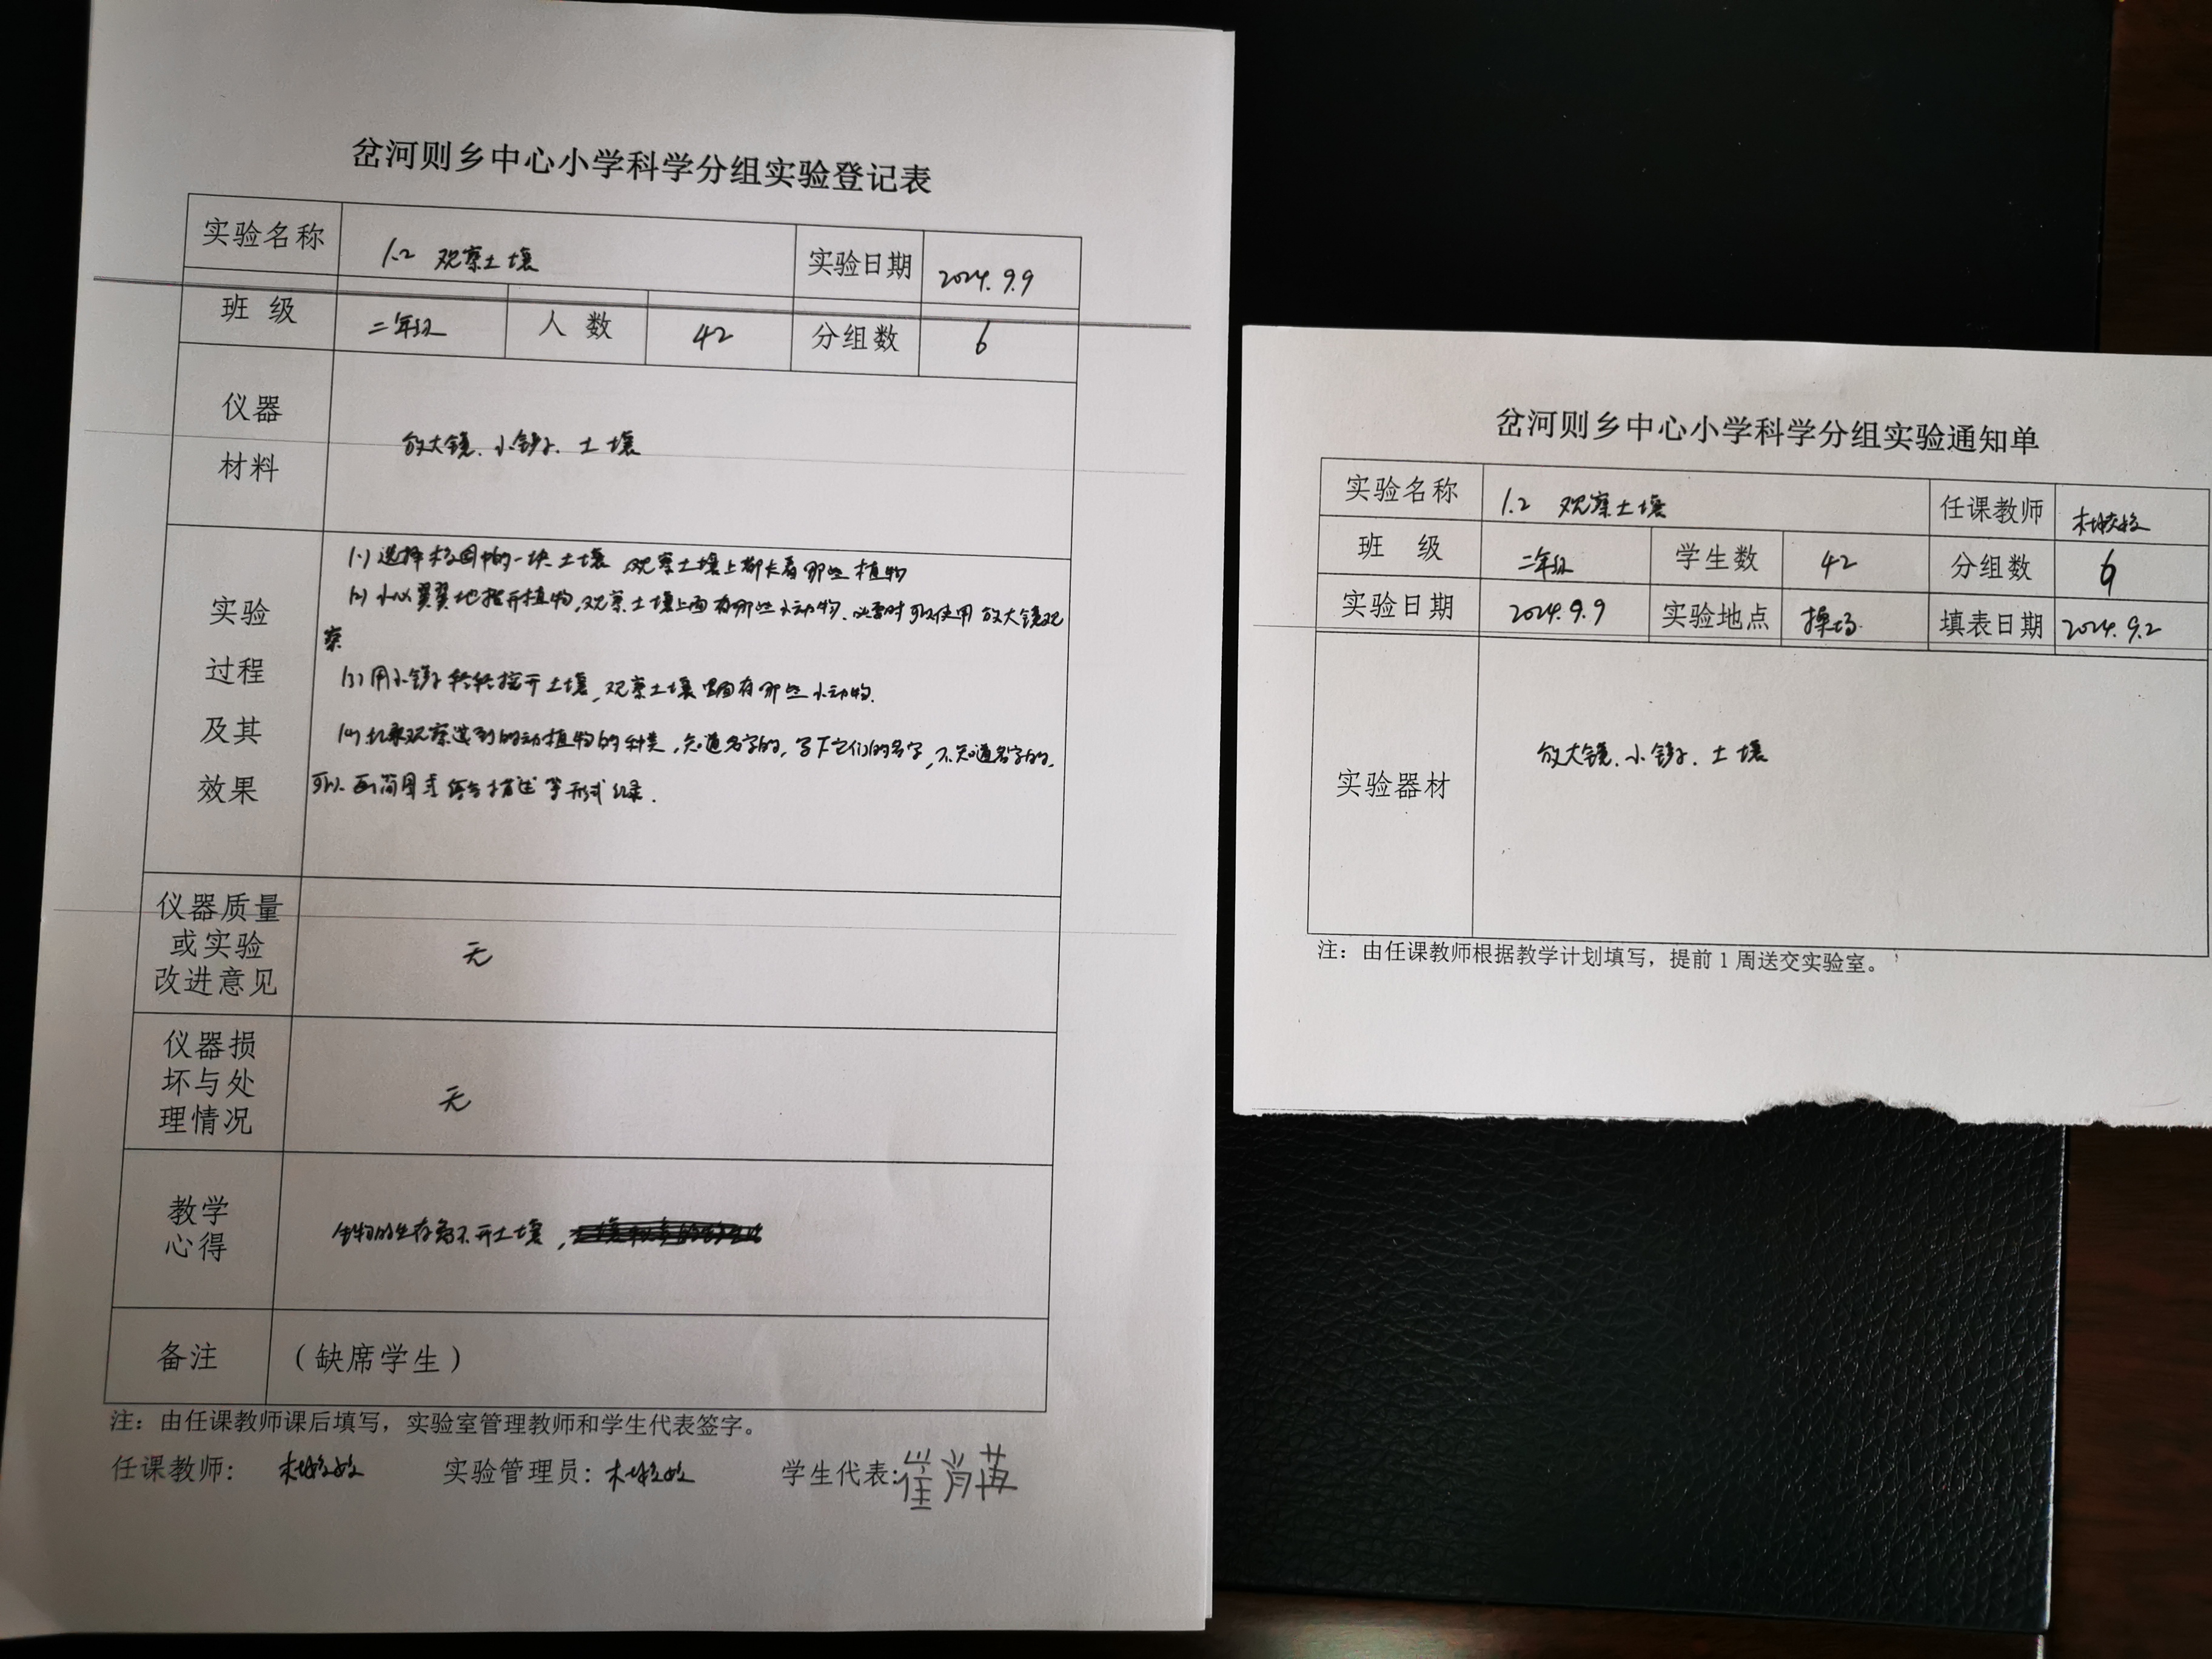 岔河则乡中心小学科学分组实验登记表
实验名称 1.2 观察土壤 实验日期 2024.9.9
班 级 二年级 人 数 42 分组数 6
仪器
材料
放大镜、小铲子、土壤
实验
过程
及其
效果
(1)选择校园中的一块土壤,观察土壤上都长着哪些植物
(2)小心翼翼地拨开植物,观察土壤上面有哪些小动物,必要时可以使用放大镜观
察
(3)用小铲子轻轻挖开土壤,观察土壤里面有哪些小动物.
(4)记录观察到的动植物的种类,知道名字的,写下它们的名字,不知道名字的,
可以画简图或结合描述等形式记录.
仪器质量
或实验
改进意见
无
仪器损
坏与处
理情况
无
教学
心得
生物的生存离不开土壤,
备注 (缺席学生)
注:由任课教师课后填写,实验室管理教师和学生代表签字。
任课教师: 实验管理员: 学生代表:崔肖
岔河则乡中心小学科学分组实验通知单
实验名称 1.2 观察土壤 任课教师
班 级 二年级 学生数 42 分组数 6
实验日期 2024.9.9 实验地点 操场 填表日期 2024.9.2
实验器材 放大镜、小铲子、土壤
注:由任课教师根据教学计划填写,提前1周送交实验室。